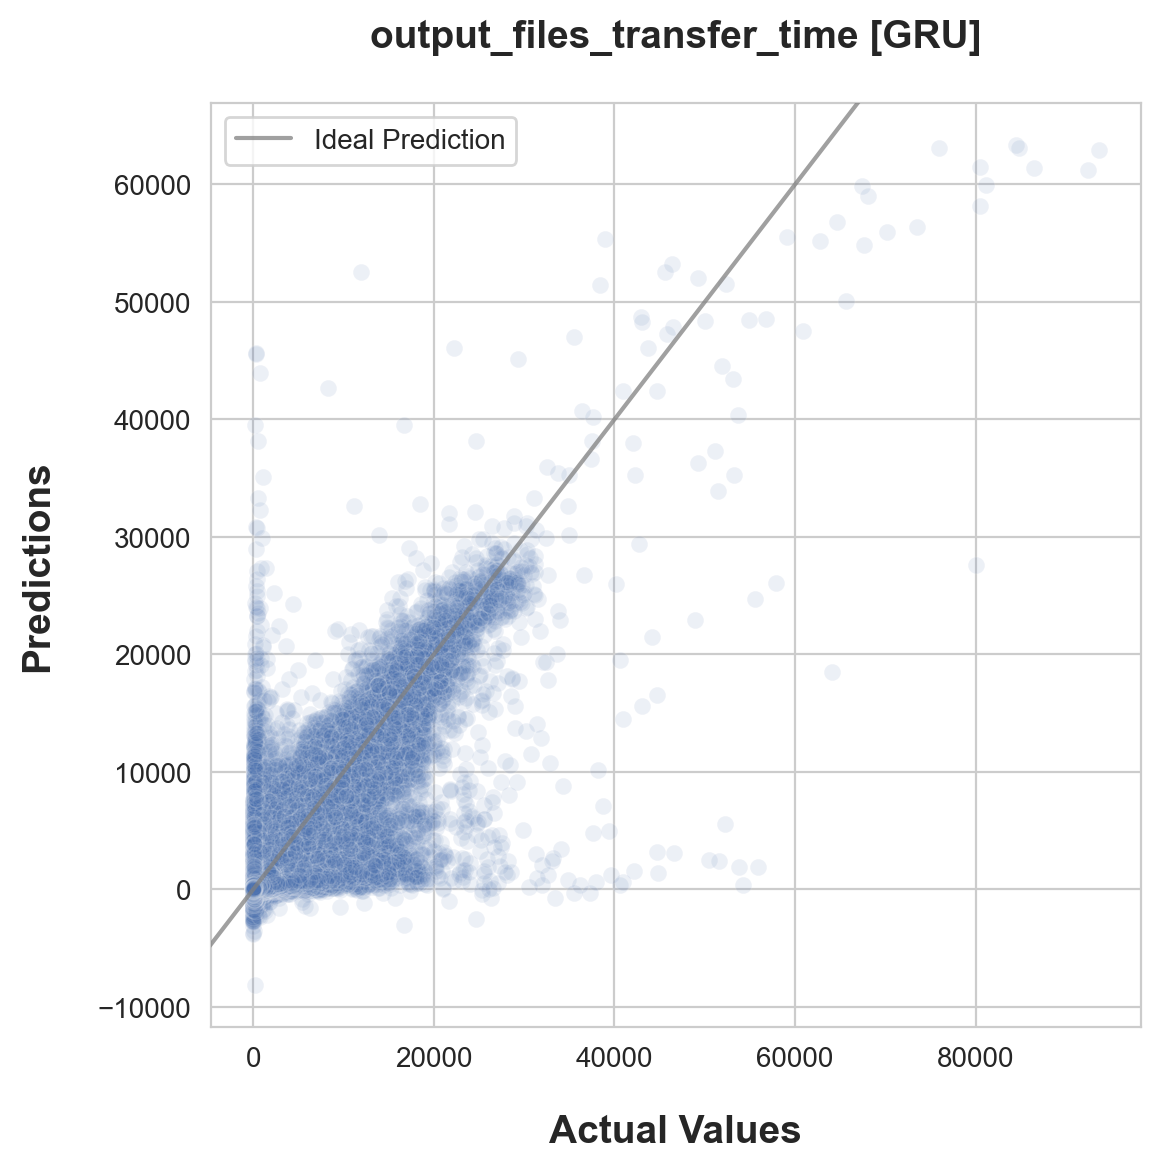 output_files_transfer_time [GRU]
Ideal Prediction
60000
50000
40000
30000
20000
10000
0
−10000
Predictions
0 20000 40000 60000 80000
Actual Values